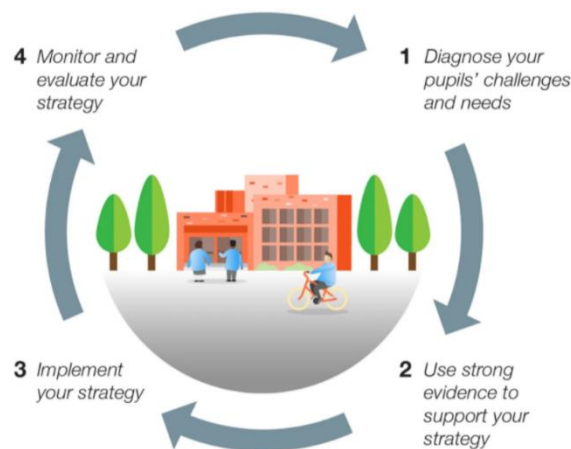 1 Diagnose your
pupils’ challenges
and needs
2 Use strong
evidence to
support your
strategy
3 Implement
your strategy
4 Monitor and
evaluate your
strategy